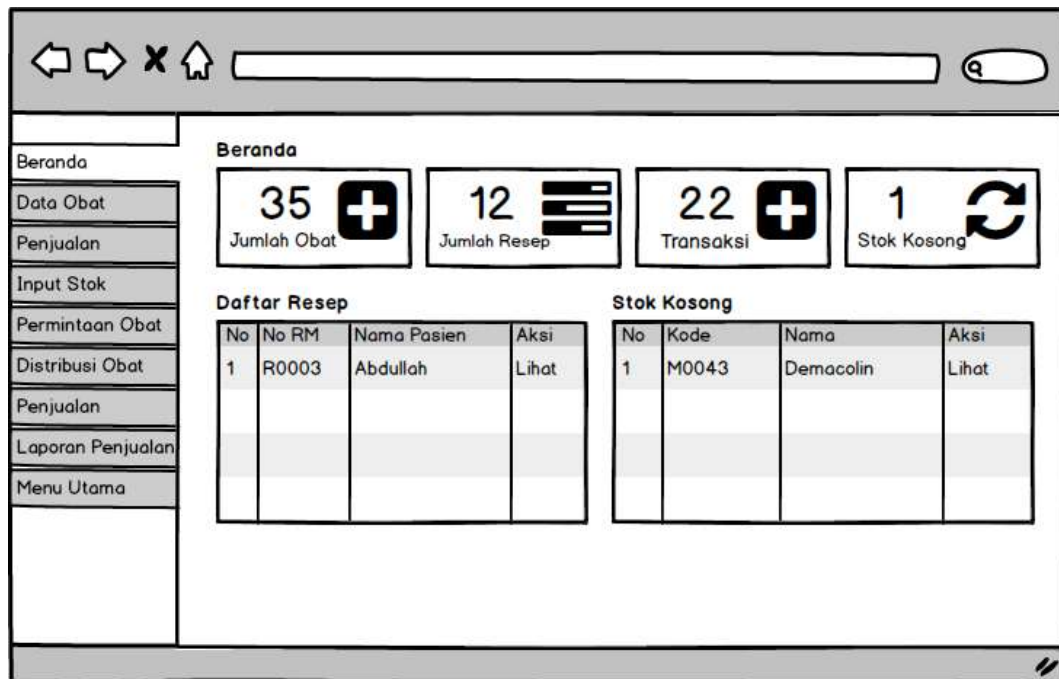 Beranda
Data Obat
Penjualan
Input Stok
Permintaan Obat
Distribusi Obat
Penjualan
Laporan Penjualan
Menu Utama
Beranda
35
Jumlah Obat
12
Jumlah Resep
22
Transaksi
1
Stok Kosong
Daftar Resep
No No RM Nama Pasien Aksi
1 R0003 Abdullah Lihat
Stok Kosong
No Kode Nama Aksi
1 M0043 Demacolin Lihat